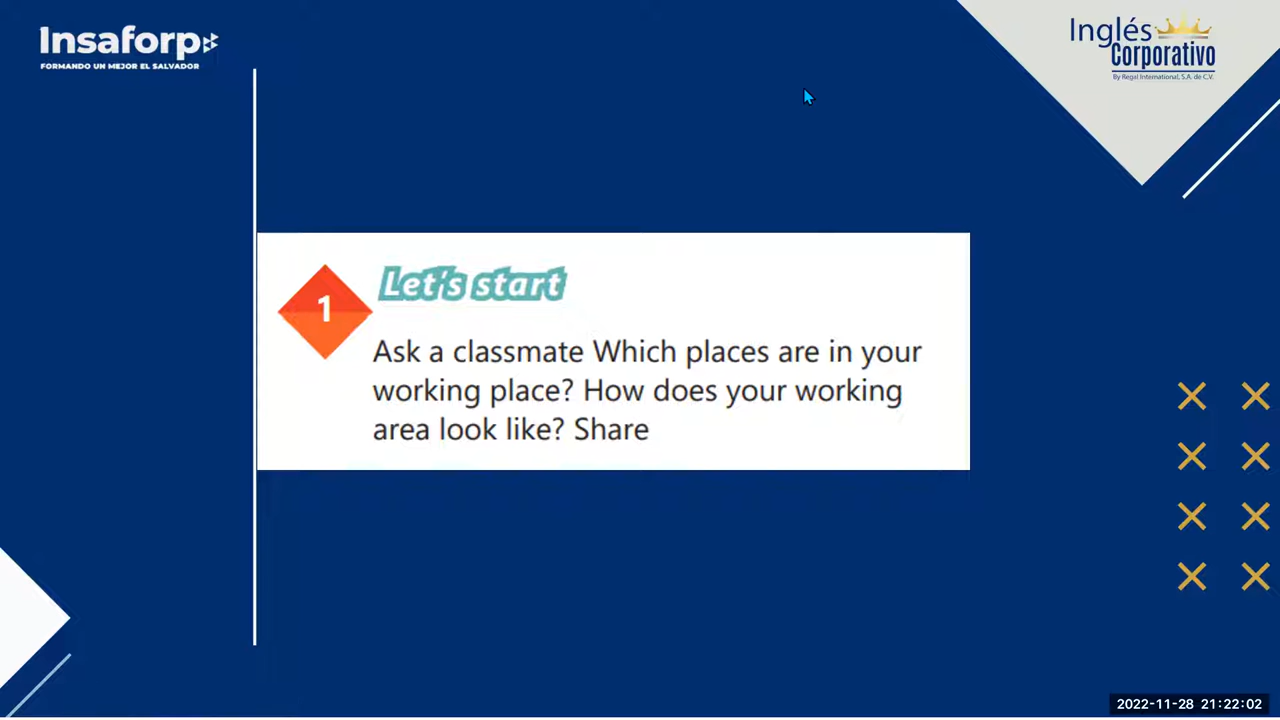 Insaforp
FORMANDO UN MEJOR EL SALVADOR
Inglés
Corporativo
By Regal International, S.A. de C.V.
1
Let's start
Ask a classmate Which places are in your
working place? How does your working
area look like? Share
2022-11-28 21:22:02